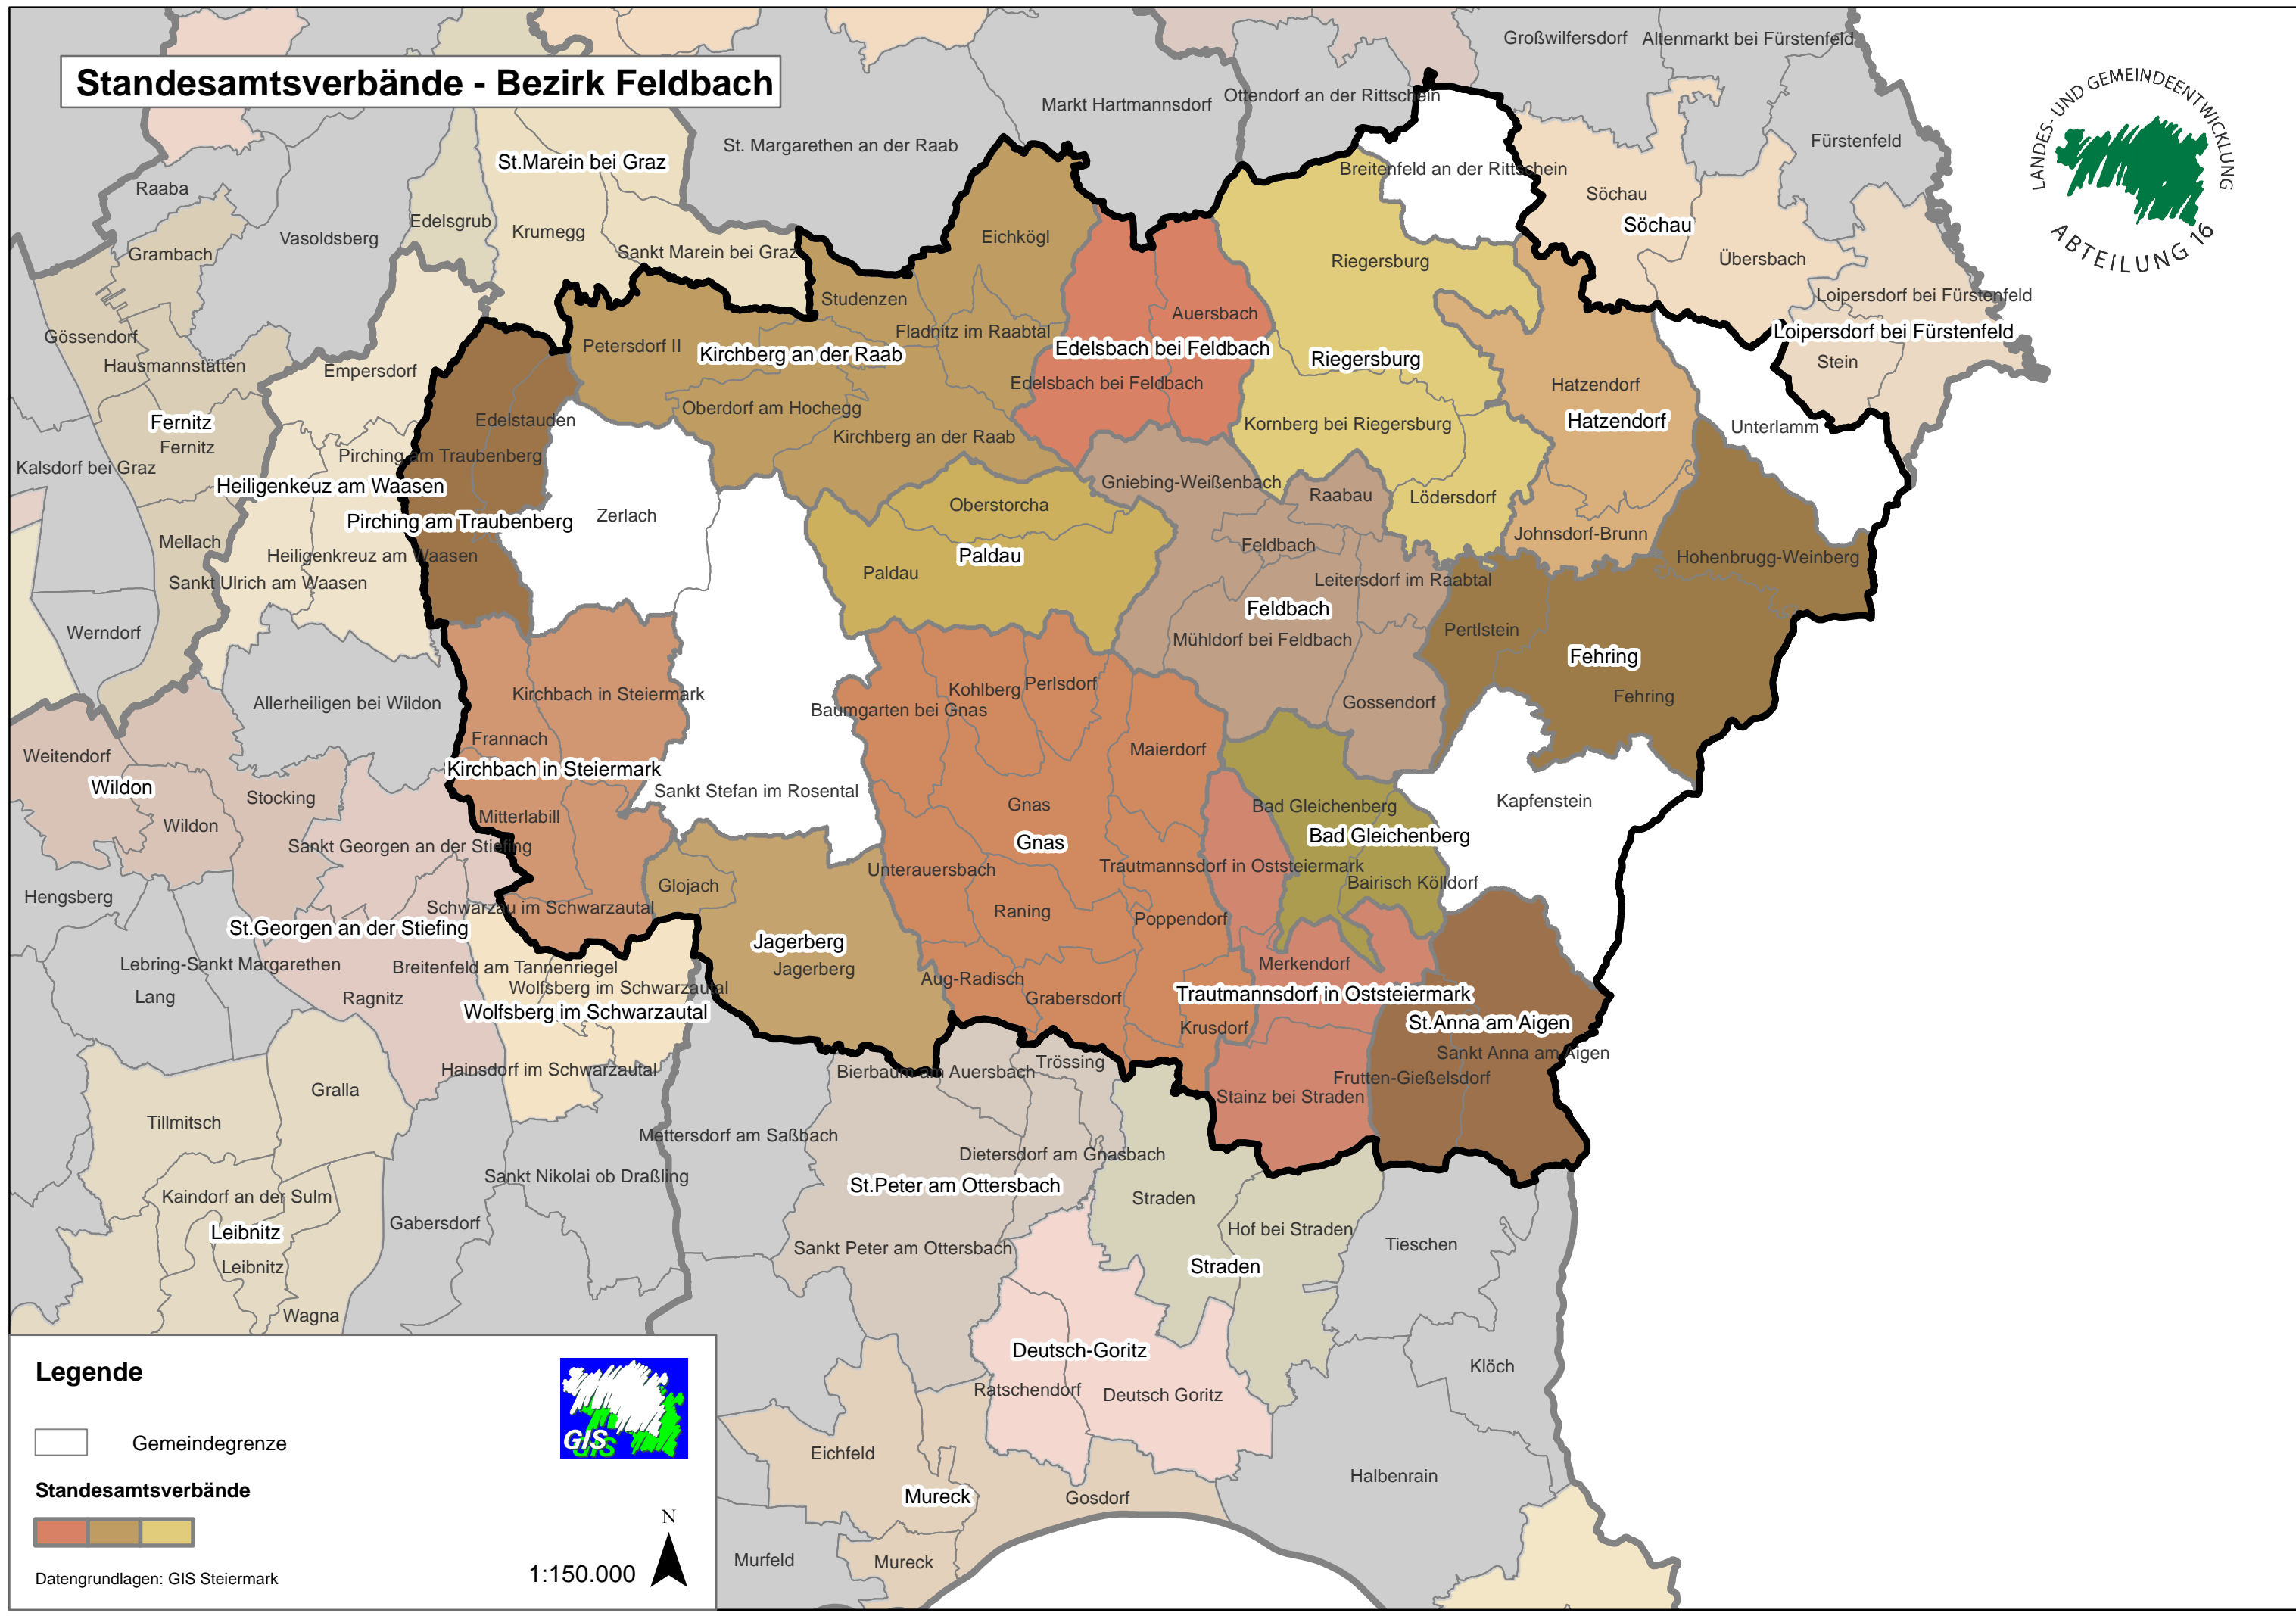 Standesamtsverbände - Bezirk Feldbach
LANDES- UND GEMEINDEENTWICKLUNG
ABTEILUNG 16
Großwilfersdorf
Altenmarkt bei Fürstenfeld
Markt Hartmannsdorf
Ottendorf an der Rittschein
Fürstenfeld
St. Margarethen an der Raab
St.Marein bei Graz
Breitenfeld an der Rittschein
Raaba
Söchau
Söchau
Edelsgrub
Krumegg
Vasoldsberg
Eichkögl
Grambach
Sankt Marein bei Graz
Riegersburg
Übersbach
Studenzen
Loipersdorf bei Fürstenfeld
Auersbach
Fladnitz im Raabtal
Loipersdorf bei Fürstenfeld
Gössendorf
Petersdorf II
Kirchberg an der Raab
Edelsbach bei Feldbach
Riegersburg
Stein
Hausmannstätten
Empersdorf
Edelsbach bei Feldbach
Hatzendorf
Oberdorf am Hochegg
Fernitz
Edelstauden
Kornberg bei Riegersburg
Hatzendorf
Unterlamm
Fernitz
Kirchberg an der Raab
Pirching am Traubenberg
Kalsdorf bei Graz
Heiligenkeuz am Waasen
Gniebing-Weißenbach
Raabau
Lödersdorf
Oberstorcha
Pirching am Traubenberg
Zerlach
Johnsdorf-Brunn
Mellach
Feldbach
Heiligenkreuz am Waasen
Paldau
Hohenbrugg-Weinberg
Sankt Ulrich am Waasen
Paldau
Leitersdorf im Raabtal
Feldbach
Werndorf
Mühldorf bei Feldbach
Pertlstein
Fehring
Kirchbach in Steiermark
Kohlberg
Perlsdorf
Fehring
Allerheiligen bei Wildon
Baumgarten bei Gnas
Gossendorf
Frannach
Maierdorf
Weitendorf
Kirchbach in Steiermark
Wildon
Sankt Stefan im Rosental
Stocking
Gnas
Bad Gleichenberg
Kapfenstein
Mitterlabill
Wildon
Gnas
Bad Gleichenberg
Sankt Georgen an der Stiefing
Unterauersbach
Trautmannsdorf in Oststeiermark
Glojach
Bairisch Kölldorf
Hengsberg
Schwarzau im Schwarzautal
Raning
Poppendorf
St.Georgen an der Stiefing
Jagerberg
Lebring-Sankt Margarethen
Breitenfeld am Tannenriegel
Jagerberg
Merkendorf
Lang
Ragnitz
Wolfsberg im Schwarzautal
Aug-Radisch
Grabersdorf
Trautmannsdorf in Oststeiermark
Wolfsberg im Schwarzautal
Krusdorf
St.Anna am Aigen
Sankt Anna am Aigen
Hainsdorf im Schwarzautal
Bierbaum am Auersbach
Trössing
Frutten-Gießelsdorf
Gralla
Stainz bei Straden
Tillmitsch
Mettersdorf am Saßbach
Dietersdorf am Gnasbach
Sankt Nikolai ob Draßling
St.Peter am Ottersbach
Straden
Kaindorf an der Sulm
Gabersdorf
Hof bei Straden
Leibnitz
Sankt Peter am Ottersbach
Tieschen
Leibnitz
Straden
Wagna
Deutsch-Goritz
Klöch
Ratschendorf
Deutsch Goritz
Eichfeld
Halbenrain
Mureck
Gosdorf
Murfeld
Mureck
Legende
Gemeindegrenze
Standesamtsverbände
Datengrundlagen: GIS Steiermark
GIS
GIS
N
1:150.000